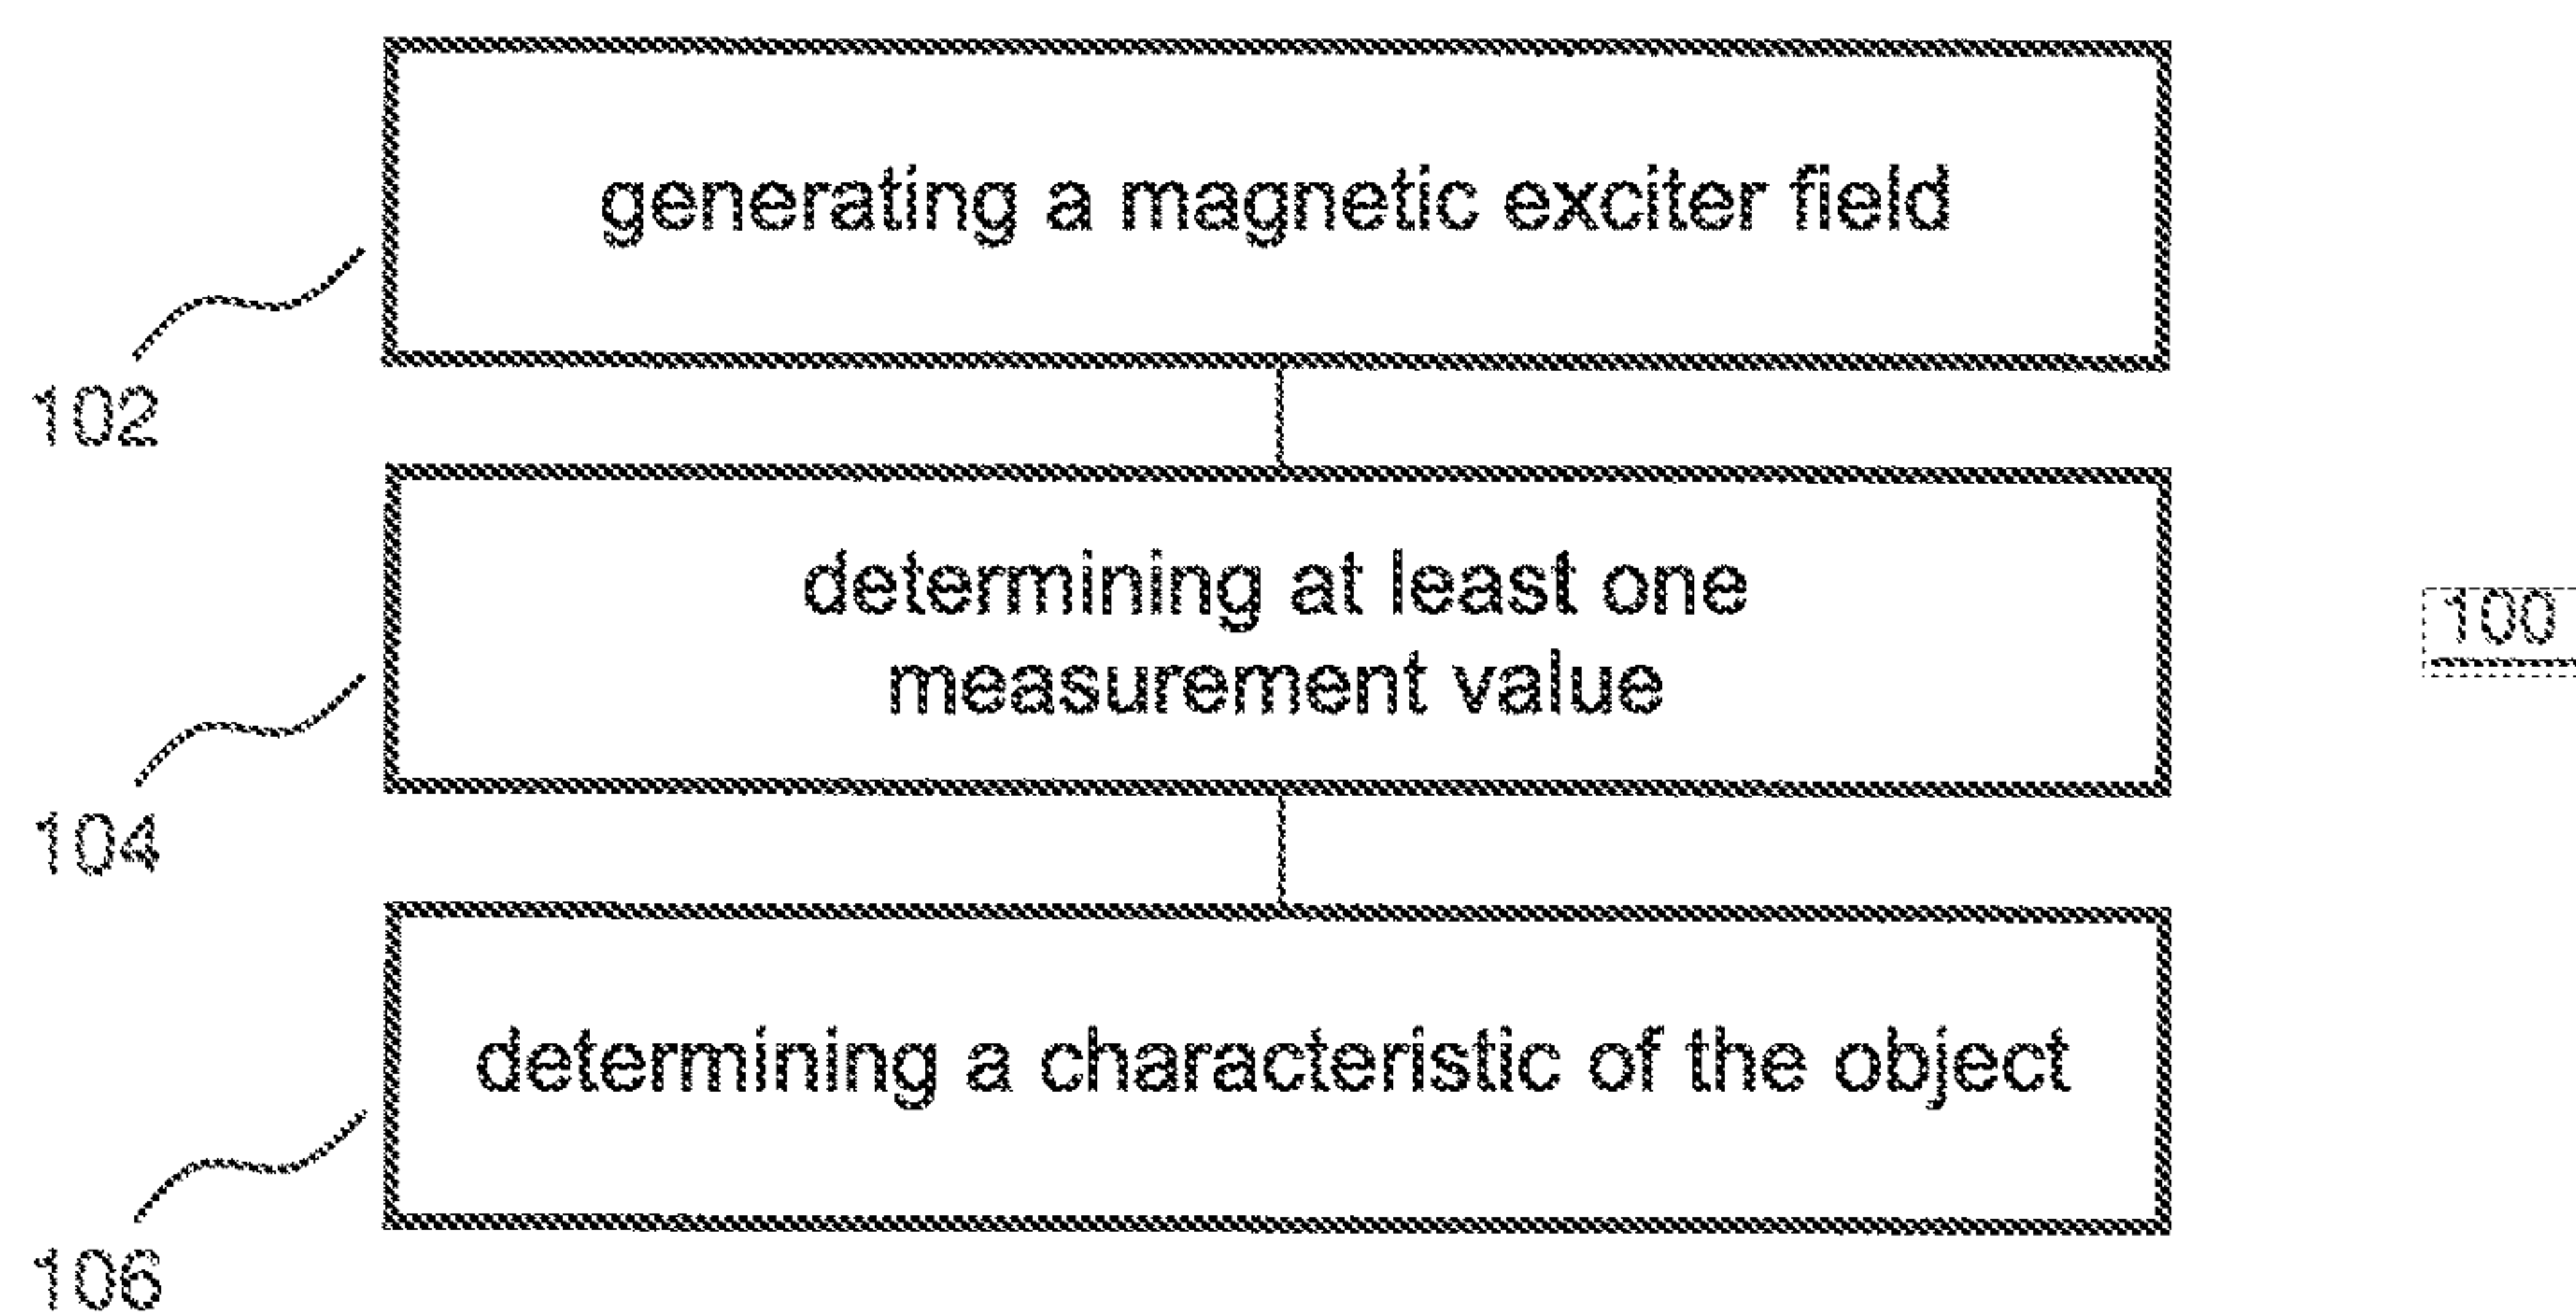 generating a magnetic exciter field
102
determining at least one
measurement value
100
104
determining a characteristic of the object
106